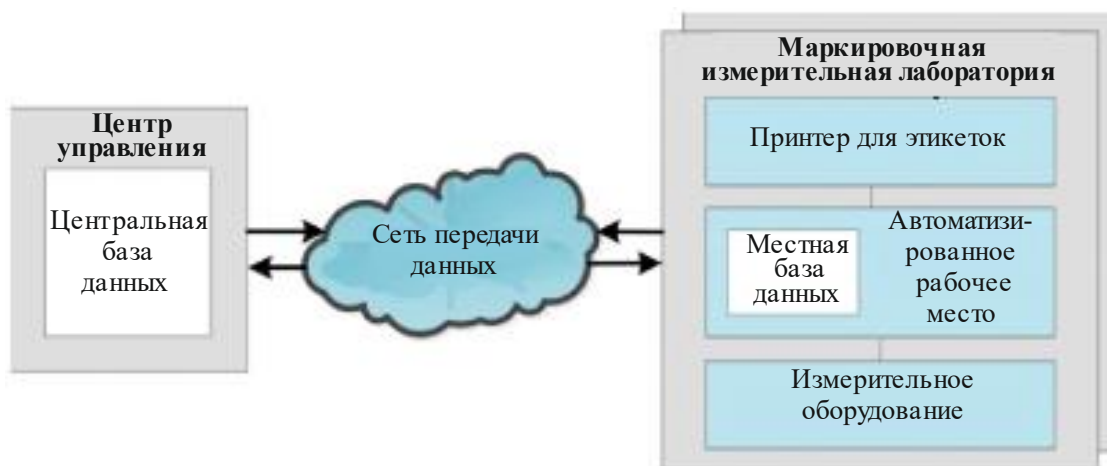 Центр
управления
Центральная
база
данных
Сеть передачи
данных
Маркировочная
измерительная лаборатория
Принтер для этикеток
Местная
база
данных
Автоматизи-
рованное
рабочее
место
Измерительное
оборудование